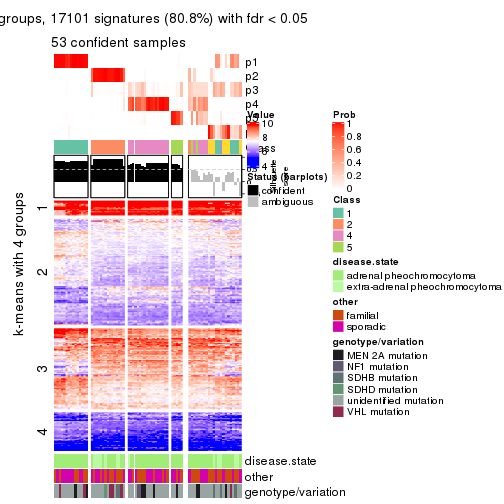 groups, 17101 signatures (80.8%) with fdr < 0.05
53 confident samples
p1
p2
p3
p4
Value
10
8
6
4
Status (barplots)
confident
ambiguous
Prob
1
0.8
0.6
0.4
0.2
0
Class
1
2
4
5
disease.state
adrenal pheochromocytoma
extra-adrenal pheochromocytoma
other
familial
sporadic
genotype/variation
MEN 2A mutation
NF1 mutation
SDHB mutation
SDHD mutation
unidentified mutation
VHL mutation
k-means with 4 groups
1
2
3
4
disease.state
other
genotype/variation